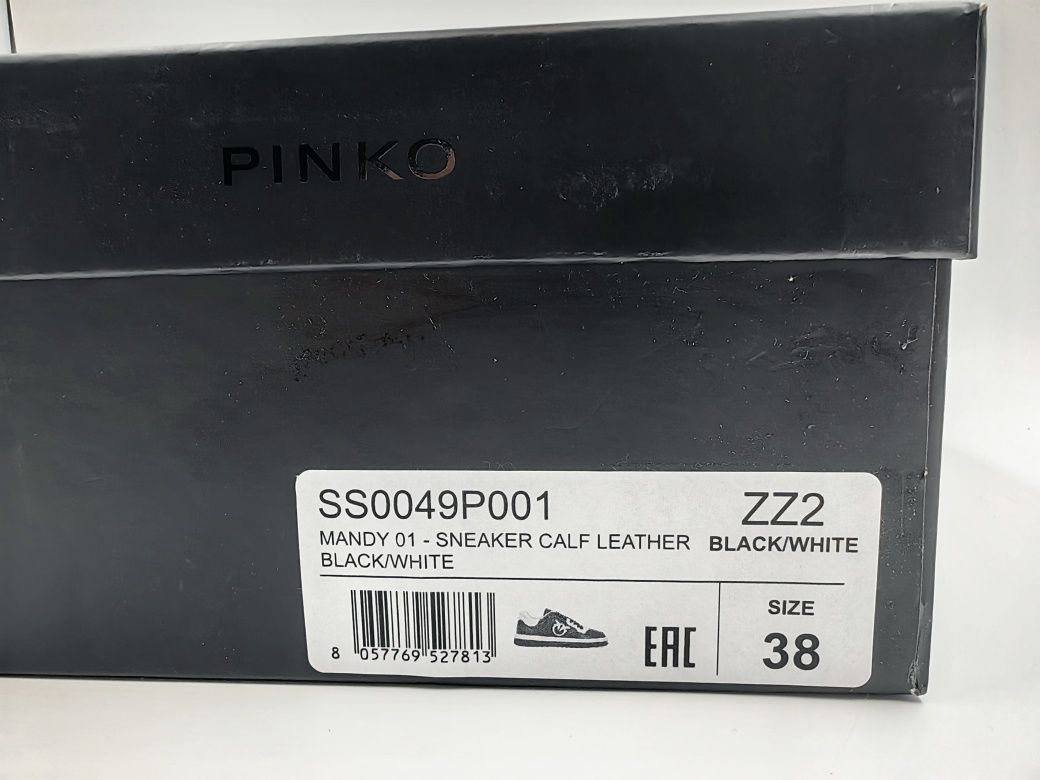 PINKO
SS0049P001
ZZ2
MANDY 01 - SNEAKER CALF LEATHER
BLACK/WHITE
BLACK/WHITE
SIZE
38
8 057769 527813
EAC